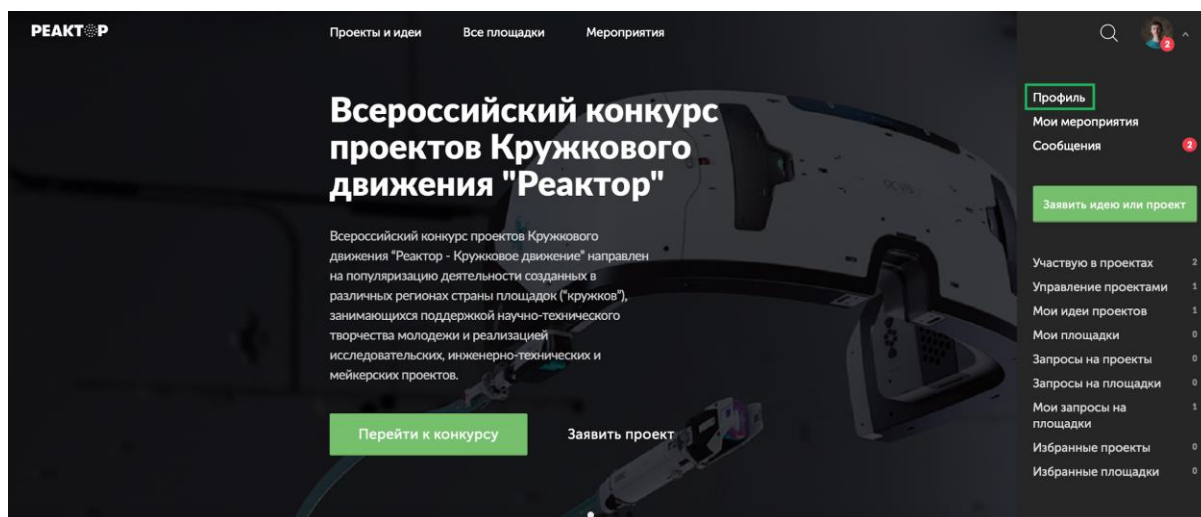 РЕАКТОР
Проекты и идеи
Все площадки
Мероприятия
2
Всероссийский конкурс
проектов Кружкового
движения "Реактор"
Всероссийский конкурс проектов Кружкового
движения "Реактор - Кружковое движение" направлен
на популяризацию деятельности созданных в
различных регионах страны площадок ("кружков"),
занимающихся поддержкой научно-технического
творчества молодежи и реализацией
исследовательских, инженерно-технических и
мейкерских проектов.
Перейти к конкурсу
Заявить проект
Профиль
Мои мероприятия
Сообщения 2
Заявить идею или проект
Участвую в проектах 2
Управление проектами 1
Мои идеи проектов 1
Мои площадки 0
Запросы на проекты 0
Запросы на площадки 0
Мои запросы на 1
площадки
Избранные проекты 0
Избранные площадки 0